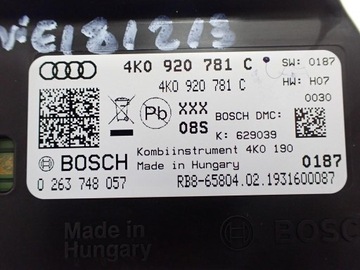 4K0 920 781 C
SW: 0187
4K0 920 781 C
HW: H07
0030
Pb
XXX
08S
BOSCH DMC:
K: 629039
BOSCH
Kombiinstrument 4K0 190
Made in Hungary
0187
0 263 748 057
RB8-65804.02.1931600087
Made in
Hungary
BOSCH